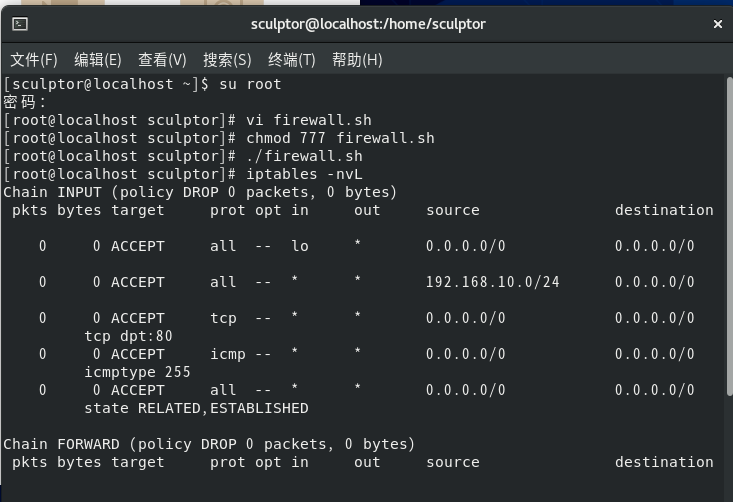 sculptor@localhost:/home/sculptor
文件(F) 编辑(E) 查看(V) 搜索(S) 终端(T) 帮助(H)
[sculptor@localhost ~]$ su root
密码：
[root@localhost sculptor]# vi firewall.sh
[root@localhost sculptor]# chmod 777 firewall.sh
[root@localhost sculptor]# ./firewall.sh
[root@localhost sculptor]# iptables -nvL
Chain INPUT (policy DROP 0 packets, 0 bytes)
 pkts bytes target     prot opt in     out     source               destination
    0     0 ACCEPT     all  --  lo     *       0.0.0.0/0            0.0.0.0/0
    0     0 ACCEPT     all  --  *      *       192.168.10.0/24      0.0.0.0/0
    0     0 ACCEPT     tcp  --  *      *       0.0.0.0/0            0.0.0.0/0
         tcp dpt:80
    0     0 ACCEPT     icmp --  *      *       0.0.0.0/0            0.0.0.0/0
         icmptype 255
    0     0 ACCEPT     all  --  *      *       0.0.0.0/0            0.0.0.0/0
         state RELATED,ESTABLISHED
Chain FORWARD (policy DROP 0 packets, 0 bytes)
 pkts bytes target     prot opt in     out     source               destination